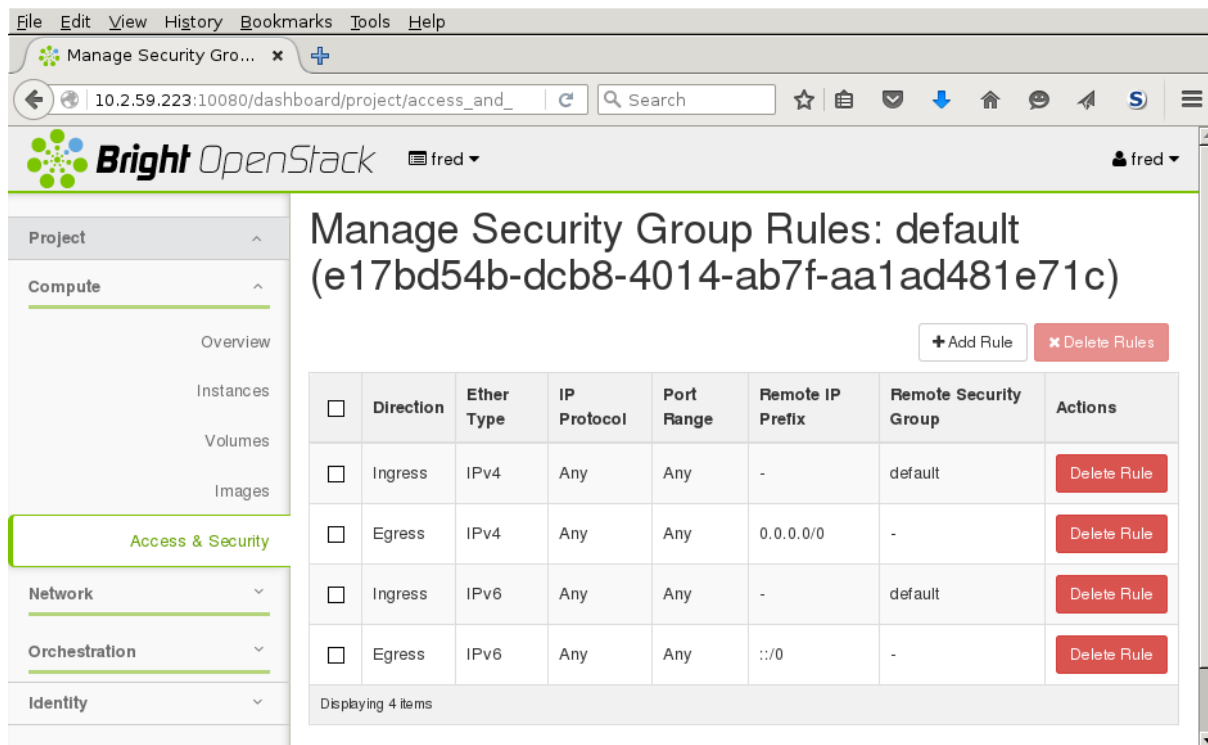 File Edit View History Bookmarks Tools Help
Manage Security Gro...
10.2.59.223:10080/dashboard/project/access_and_ Search
Bright OpenStack fred fred
Project
Compute
Overview
Instances
Volumes
Images
Access & Security
Network
Orchestration
Identity
Manage Security Group Rules: default
(e17bd54b-dcb8-4014-ab7f-aa1ad481e71c)
Add Rule Delete Rules
Direction Ether Type IP Protocol Port Range Remote IP Prefix Remote Security Group Actions
Ingress IPv4 Any Any - default Delete Rule
Egress IPv4 Any Any 0.0.0.0/0 - Delete Rule
Ingress IPv6 Any Any - default Delete Rule
Egress IPv6 Any Any ::/0 - Delete Rule
Displaying 4 items